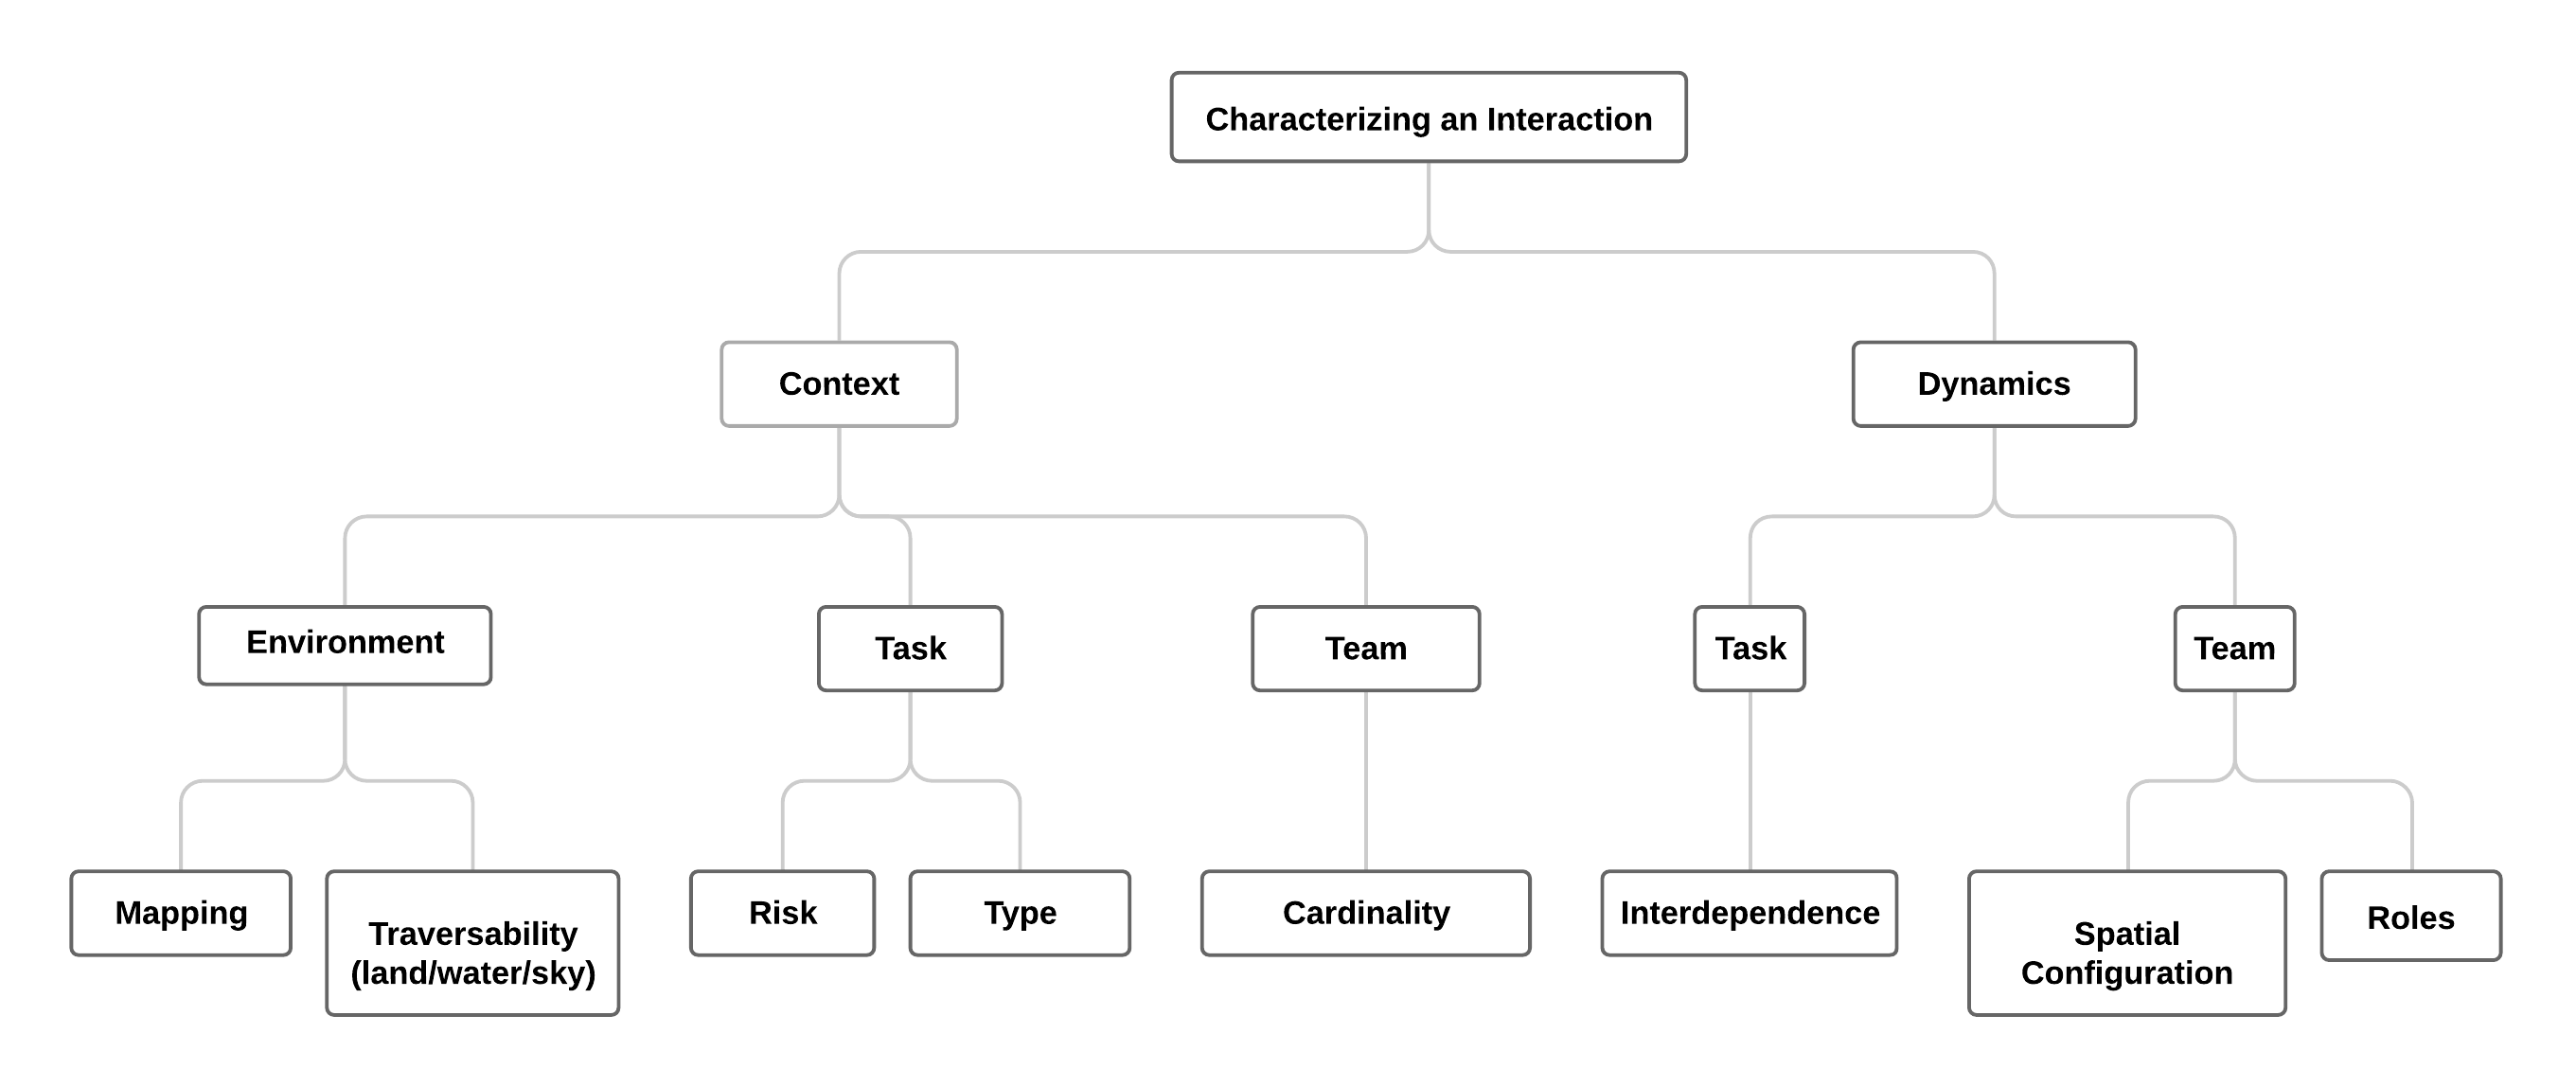 Characterizing an Interaction
Context
Dynamics
Environment
Task
Team
Task
Team
Mapping
Traversability
(land/water/sky)
Risk
Type
Cardinality
Interdependence
Spatial
Configuration
Roles